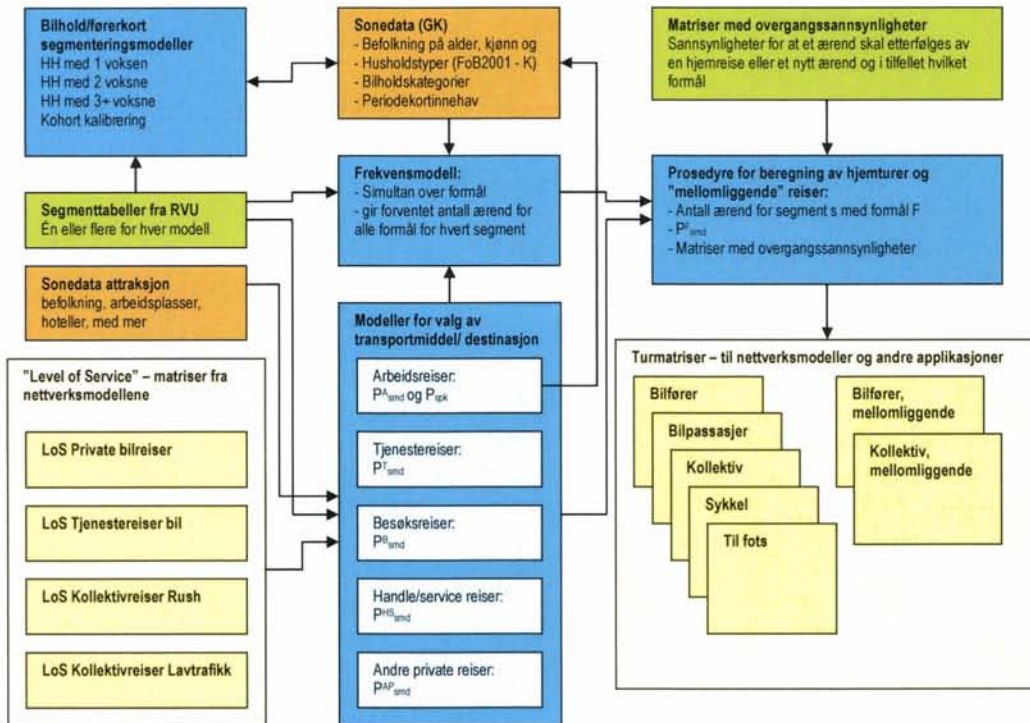 Bilhold/førerkort
segmenteringsmodeller
HH med 1 voksen
HH med 2 voksne
HH med 3+ voksne
Kohort kalibrering
Sonedata (GK)
- Befolkning på alder, kjønn og
- Husholdstyper (FoB2001 - K)
- Bilholdskategorier
- Periodekortinnehav
Matriser med overgangssannsynligheter
Sannsynligheter for at et ærend skal etterfølges av
en hjemreise eller et nytt ærend og i tilfellet hvilket
formål
Segmenttabeller fra RVU
Én eller flere for hver modell
Frekvensmodell:
- Simultan over formål
- gir forventet antall ærend for
alle formål for hvert segment
Prosedyre for beregning av hjemturer og
"mellomliggende" reiser:
- Antall ærend for segment s med formål F
- PFsmd
- Matriser med overgangssannsynligheter
Sonedata attraksjon
befolkning, arbeidsplasser,
hoteller, med mer
"Level of Service" – matriser fra
nettverksmodellene
LoS Private bilreiser
LoS Tjenestereiser bil
LoS Kollektivreiser Rush
LoS Kollektivreiser Lavtrafikk
Modeller for valg av
transportmiddel/ destinasjon
Arbeidsreiser:
PAsmd og Pspk
Tjenestereiser:
PTsmd
Besøksreiser:
PBsmd
Handle/service reiser:
PHSsmd
Andre private reiser:
PAPsmd
Turmatriser – til nettverksmodeller og andre applikasjoner
Bilfører
Bilpassasjer
Kollektiv
Sykkel
Til fots
Bilfører,
mellomliggende
Kollektiv,
mellomliggende